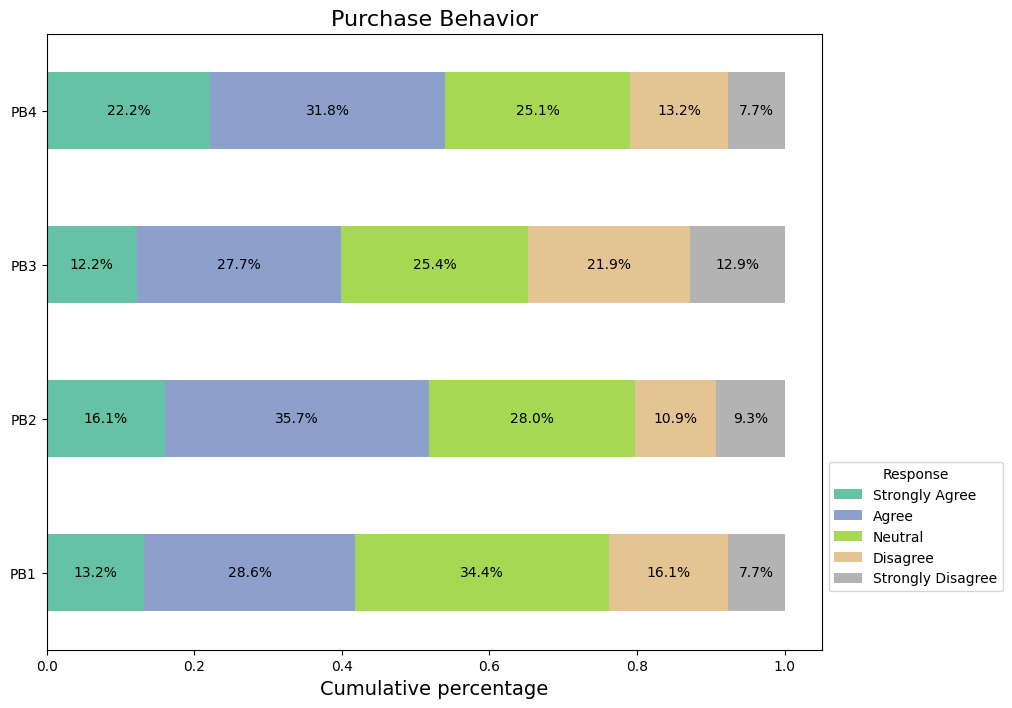 Purchase Behavior
PB4
22.2% 31.8% 25.1% 13.2% 7.7%
PB3
12.2% 27.7% 25.4% 21.9% 12.9%
PB2
16.1% 35.7% 28.0% 10.9% 9.3%
PB1
13.2% 28.6% 34.4% 16.1% 7.7%
0.0 0.2 0.4 0.6 0.8 1.0
Cumulative percentage
Response
Strongly Agree
Agree
Neutral
Disagree
Strongly Disagree